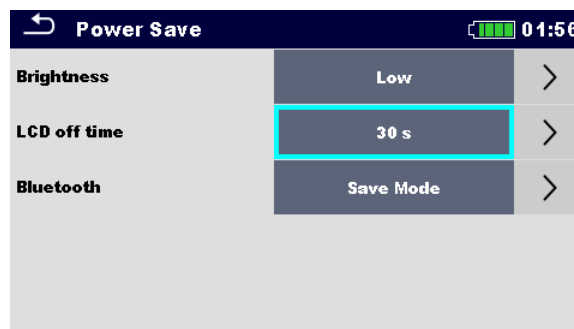 Power Save 01:56
Brightness Low
LCD off time 30 s
Bluetooth Save Mode